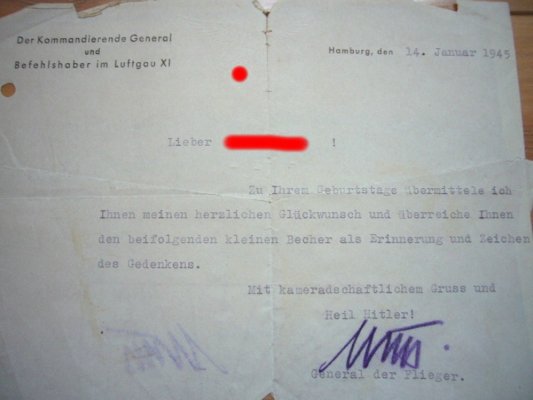 Der Kommandierende General
und
Befehlshaber im Luftgau XI
Hamburg, den 14. Januar 1945
Lieber !
Zu Ihrem Geburtstage übermittele ich
Ihnen meinen herzlichen Glückwunsch und überreiche Ihnen
den beifolgenden kleinen Becher als Erinnerung und Zeichen
des Gedenkens.
Mit kameradschaftlichem Gruss und
Heil Hitler!
General der Flieger.